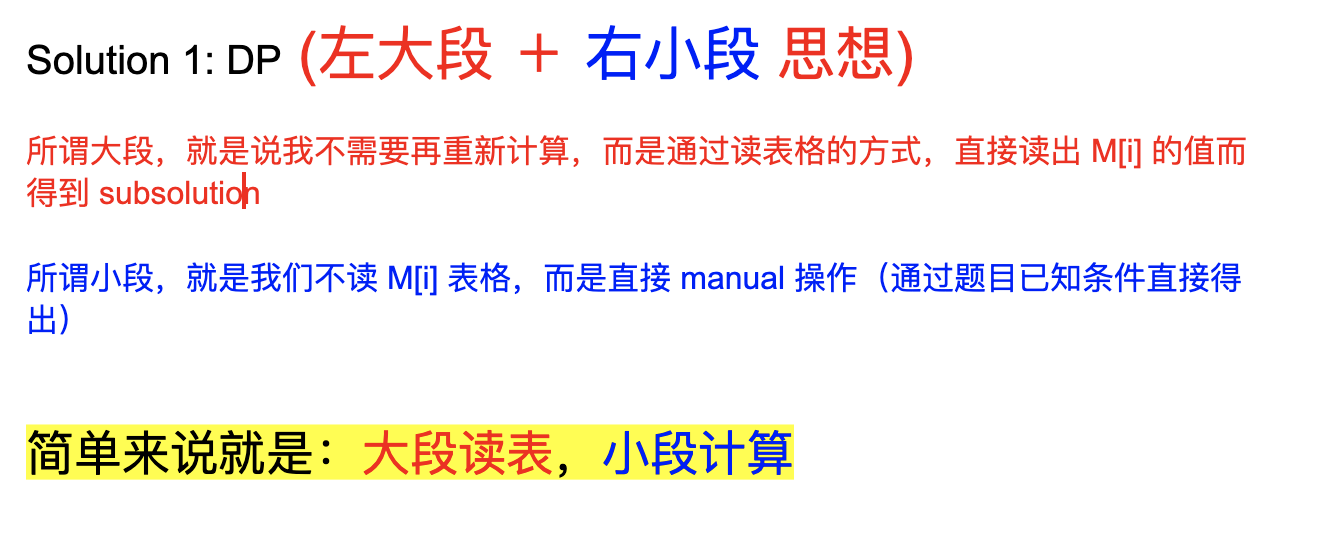 Solution 1: DP (左大段 ＋ 右小段 思想)
所谓大段，就是说我不需要再重新计算，而是通过读表格的方式，直接读出 M[i] 的值而
得到 subsolution
所谓小段，就是我们不读 M[i] 表格，而是直接 manual 操作（通过题目已知条件直接得
出）
简单来说就是：大段读表，小段计算